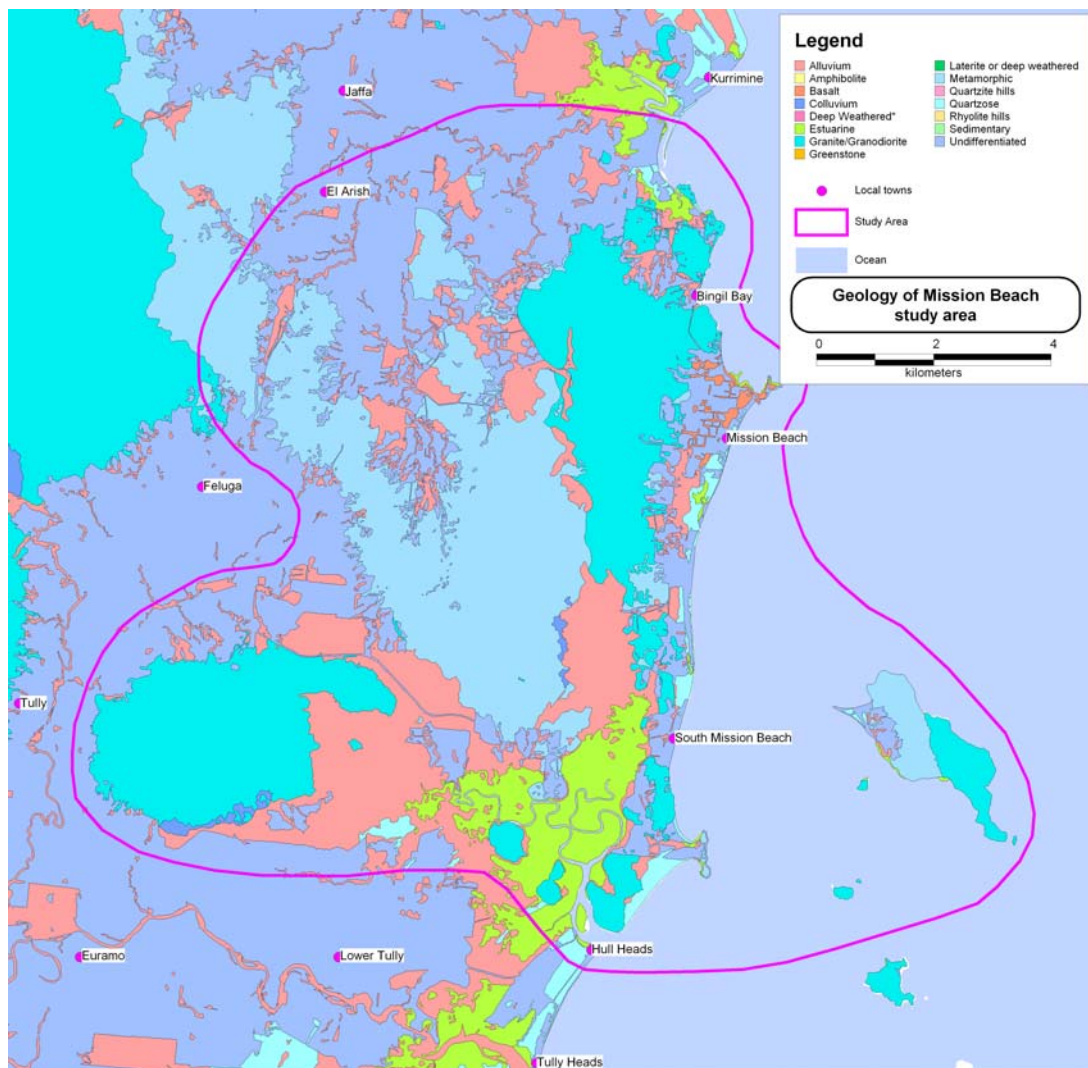 Legend
Alluvium
Amphibolite
Basalt
Colluvium
Deep Weathered*
Estuarine
Granite/Granodiorite
Greenstone
Laterite or deep weathered
Metamorphic
Quartzite hills
Quartzose
Rhyolite hills
Sedimentary
Undifferentiated
Local towns
Study Area
Ocean
Geology of Mission Beach
study area
0 2 4
kilometers
Kurrimine
Jaffa
El Arish
Bingil Bay
Mission Beach
Feluga
Tully
South Mission Beach
Hull Heads
Euramo
Lower Tully
Tully Heads